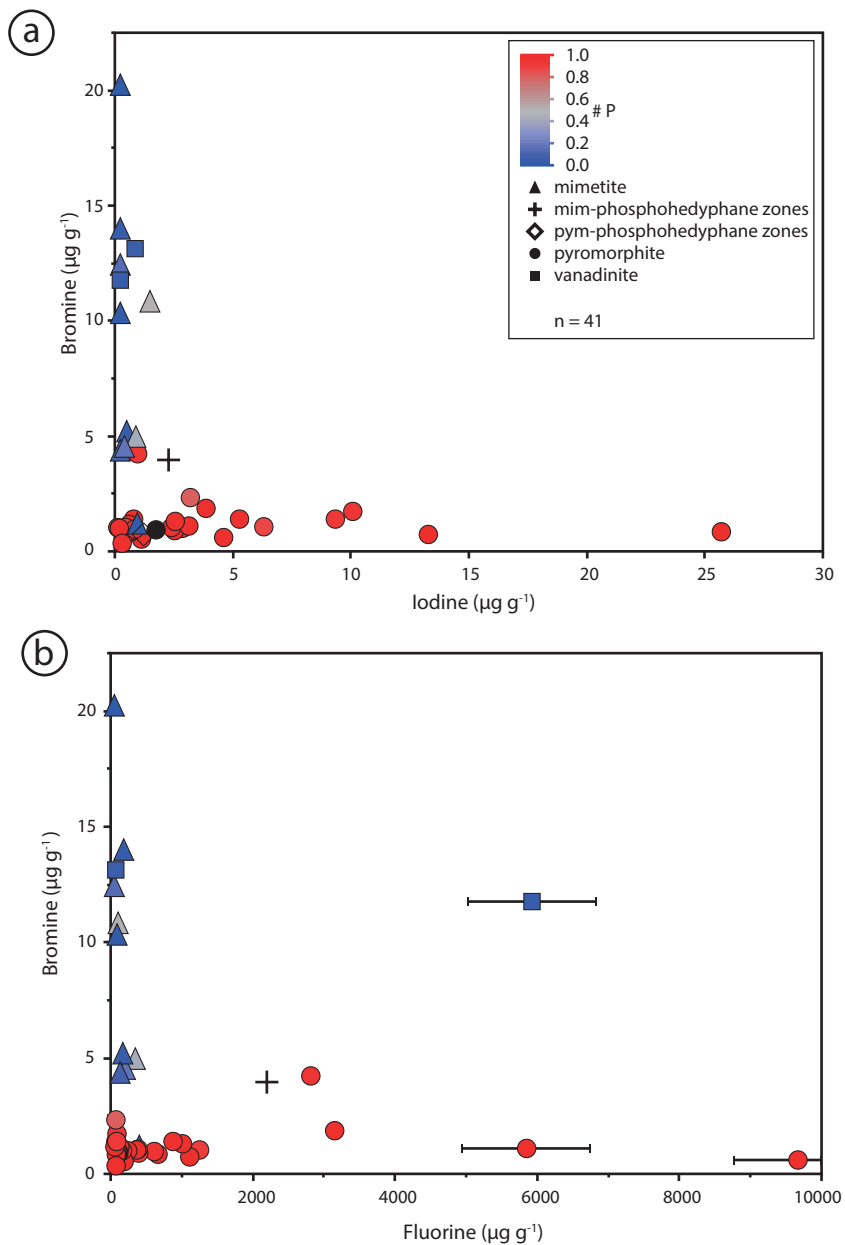 a
20
15
10
5
0
Bromine (µg g⁻¹)
1.0
0.8
0.6
0.4
0.2
0.0
# P
mimetite
mim-phosphohedyphane zones
pym-phosphohedyphane zones
pyromorphite
vanadinite
n = 41
0 5 10 15 20 25 30
Iodine (µg g⁻¹)
b
20
15
10
5
0
Bromine (µg g⁻¹)
0 2000 4000 6000 8000 10000
Fluorine (µg g⁻¹)